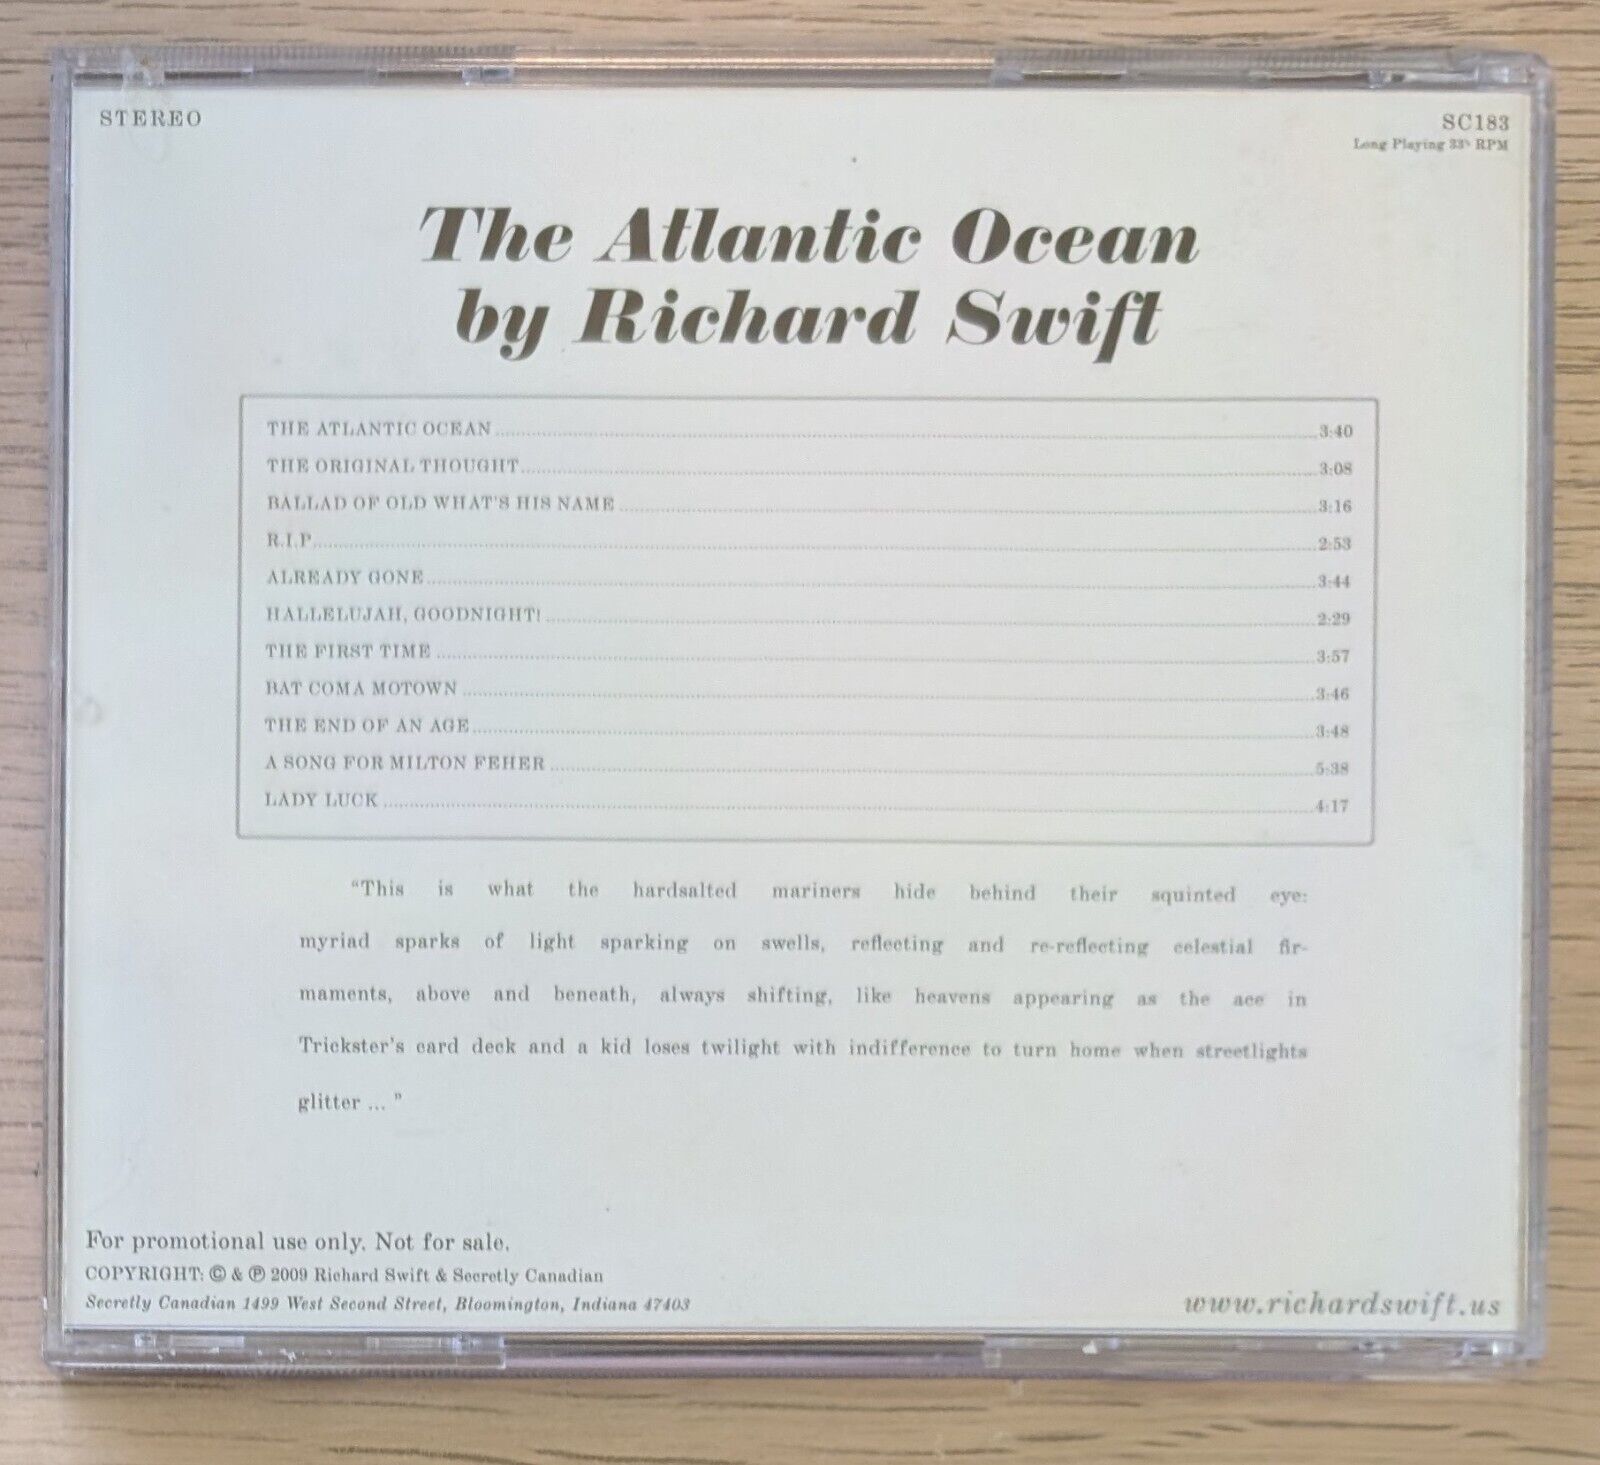 STEREO
SC183
Long Playing 33⅓ RPM
The Atlantic Ocean
by Richard Swift
THE ATLANTIC OCEAN 3:40
THE ORIGINAL THOUGHT 3:08
BALLAD OF OLD WHAT'S HIS NAME 3:16
R.I.P. 2:53
ALREADY GONE 3:44
HALLELUJAH, GOODNIGHT! 2:29
THE FIRST TIME 3:57
BAT COMA MOTOWN 3:46
THE END OF AN AGE 3:48
A SONG FOR MILTON FEHER 5:38
LADY LUCK 4:17
“This is what the hardsalted mariners hide behind their squinted eye:
myriad sparks of light sparking on swells, reflecting and re-reflecting celestial fir-
maments, above and beneath, always shifting, like heavens appearing as the ace in
Trickster's card deck and a kid loses twilight with indifference to turn home when streetlights
glitter ... ”
For promotional use only. Not for sale.
COPYRIGHT: © & ℗ 2009 Richard Swift & Secretly Canadian
Secretly Canadian 1499 West Second Street, Bloomington, Indiana 47403
www.richardswift.us